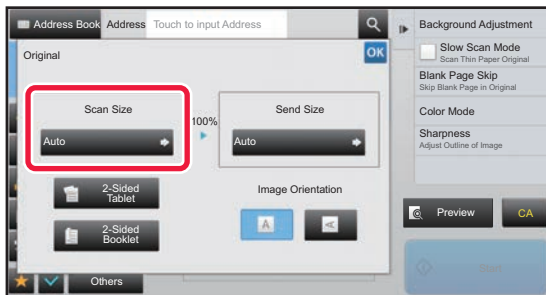 Address Book Address Touch to input Address
Original
OK
Scan Size
100%
Send Size
Auto
Auto
2-Sided
Tablet
Image Orientation
2-Sided
Booklet
A
A
Others
Background Adjustment
Slow Scan Mode
Scan Thin Paper Original
Blank Page Skip
Skip Blank Page in Original
Color Mode
Sharpness
Adjust Outline of Image
Preview
CA
Start